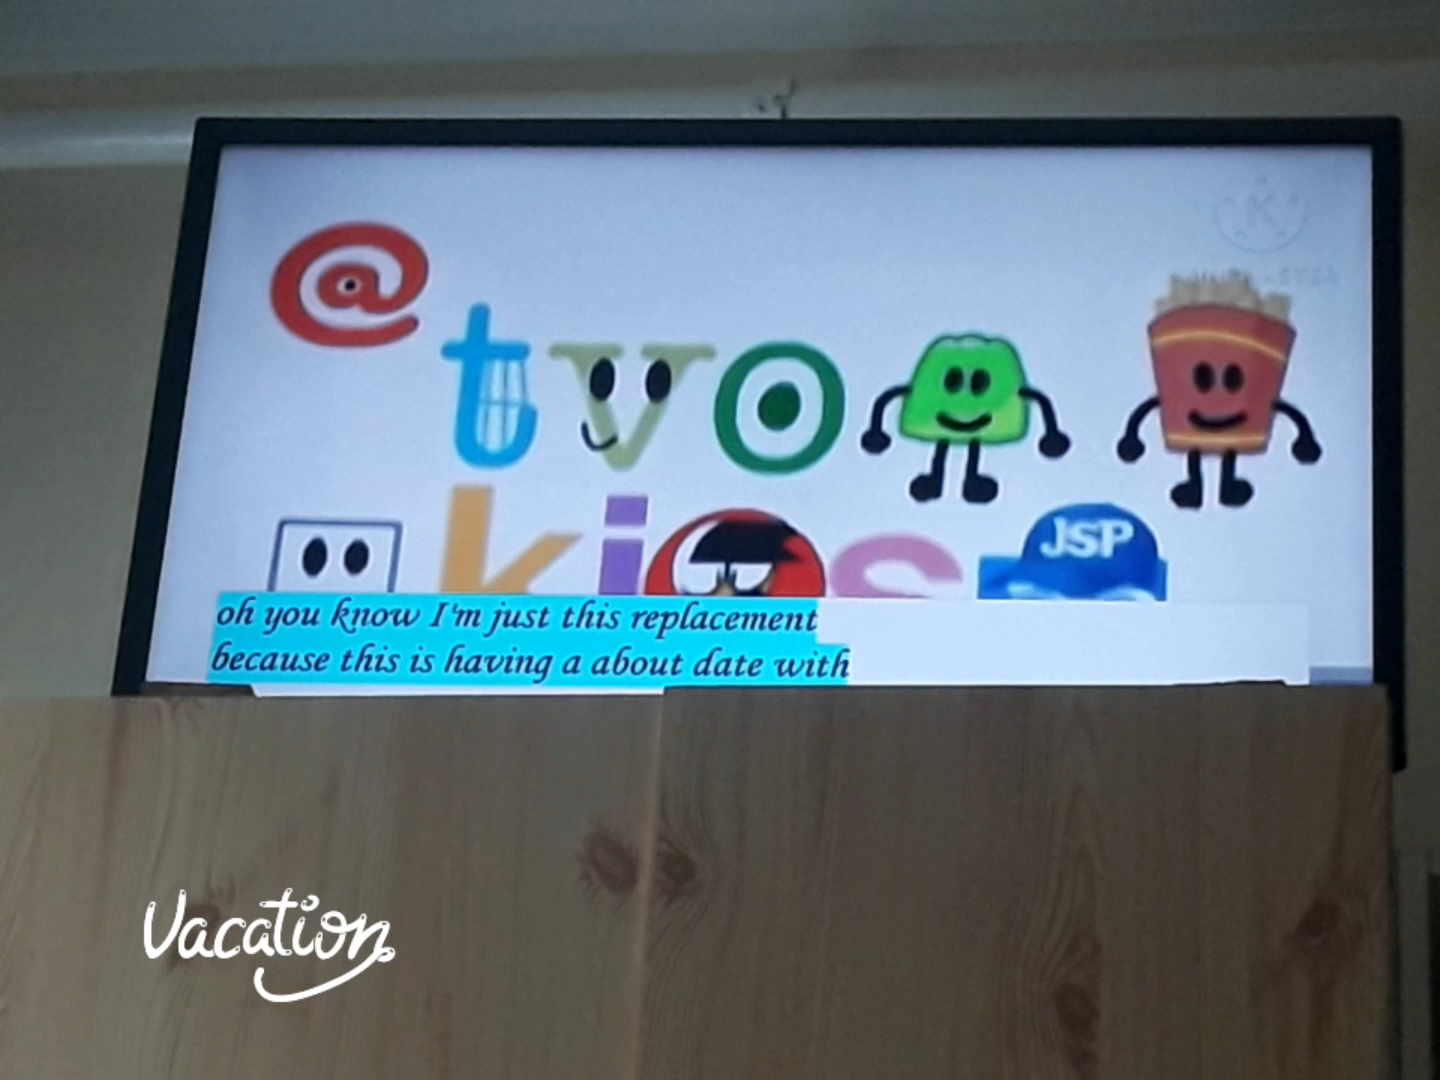 @
tvo
kids
JSP
oh you know I'm just this replacement
because this is having a about date with
Vacation